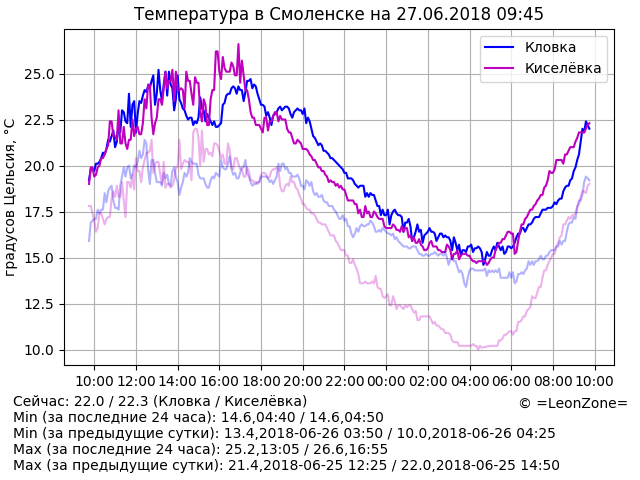 Температура в Смоленске на 27.06.2018 09:45
градусов Цельсия, °C
25.0
22.5
20.0
17.5
15.0
12.5
10.0
Кловка
Киселёвка
10:00 12:00 14:00 16:00 18:00 20:00 22:00 00:00 02:00 04:00 06:00 08:00 10:00
Сейчас: 22.0 / 22.3 (Кловка / Киселёвка)
© =LeonZone=
Min (за последние 24 часа): 14.6,04:40 / 14.6,04:50
Min (за предыдущие сутки): 13.4,2018-06-26 03:50 / 10.0,2018-06-26 04:25
Max (за последние 24 часа): 25.2,13:05 / 26.6,16:55
Max (за предыдущие сутки): 21.4,2018-06-25 12:25 / 22.0,2018-06-25 14:50